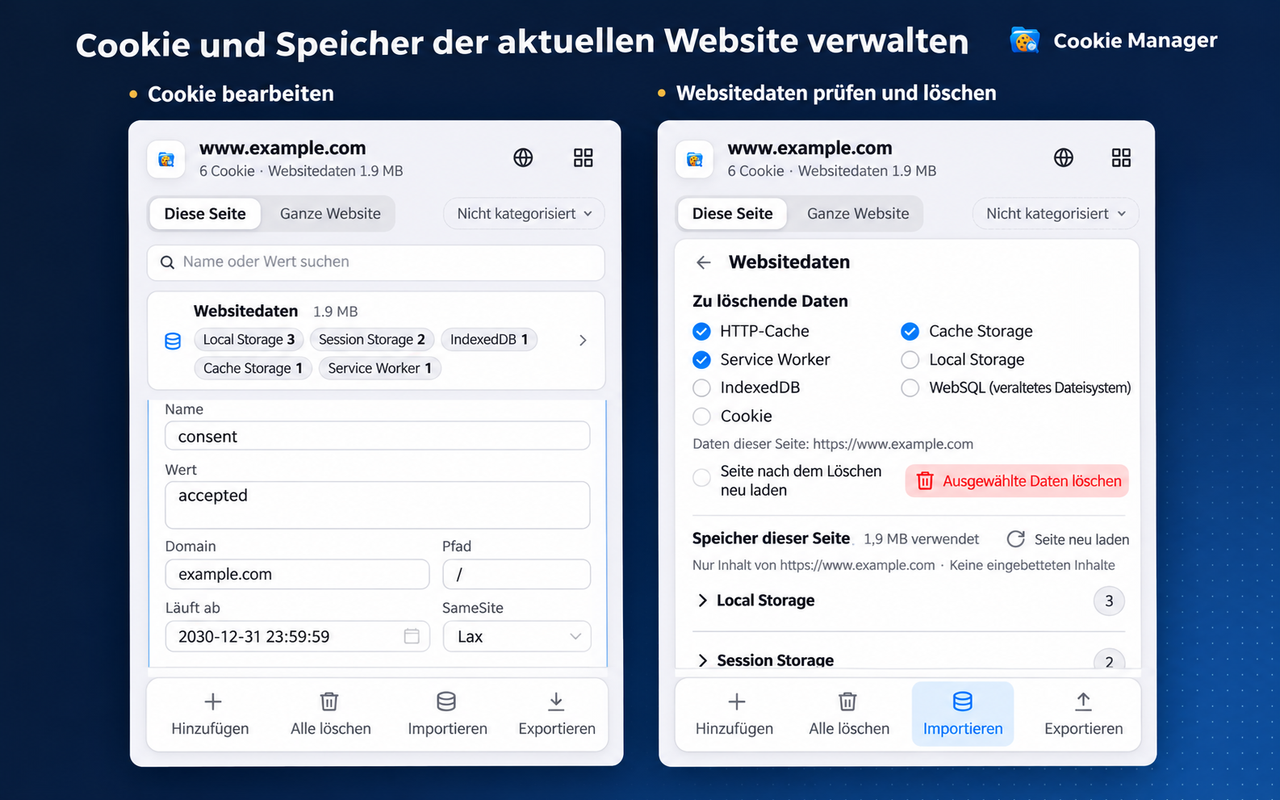 Cookie und Speicher der aktuellen Website verwalten
Cookie Manager
• Cookie bearbeiten
www.example.com
6 Cookie · Websitedaten 1.9 MB
Diese Seite
Ganze Website
Nicht kategorisiert
Name oder Wert suchen
Websitedaten 1.9 MB
Local Storage 3
Session Storage 2
IndexedDB 1
Cache Storage 1
Service Worker 1
Name
consent
Wert
accepted
Domain
Pfad
example.com
/
Läuft ab
SameSite
2030-12-31 23:59:59
Lax
Hinzufügen
Alle löschen
Importieren
Exportieren
• Websitedaten prüfen und löschen
www.example.com
6 Cookie · Websitedaten 1.9 MB
Diese Seite
Ganze Website
Nicht kategorisiert
Websitedaten
Zu löschende Daten
HTTP-Cache
Cache Storage
Service Worker
Local Storage
IndexedDB
WebSQL (veraltetes Dateisystem)
Cookie
Daten dieser Seite: https://www.example.com
Seite nach dem Löschen
neu laden
Ausgewählte Daten löschen
Speicher dieser Seite 1,9 MB verwendet
Seite neu laden
Nur Inhalt von https://www.example.com · Keine eingebetteten Inhalte
Local Storage
3
Session Storage
2
Hinzufügen
Alle löschen
Importieren
Exportieren